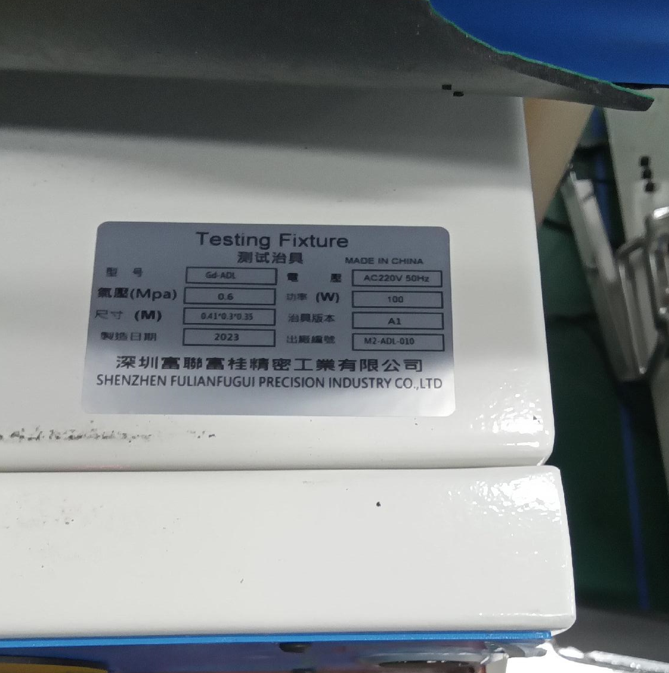 Testing Fixture
测试治具
MADE IN CHINA
型 号 Gd-ADL 電 壓 AC220V 50Hz
氣壓(Mpa) 0.6 功率 (W) 100
尺寸 (M) 0.41*0.3*0.35 治具版本 A1
製造日期 2023 出廠編號 M2-ADL-010
深圳富聯富桂精密工業有限公司
SHENZHEN FULIANFUGUI PRECISION INDUSTRY CO.,LTD